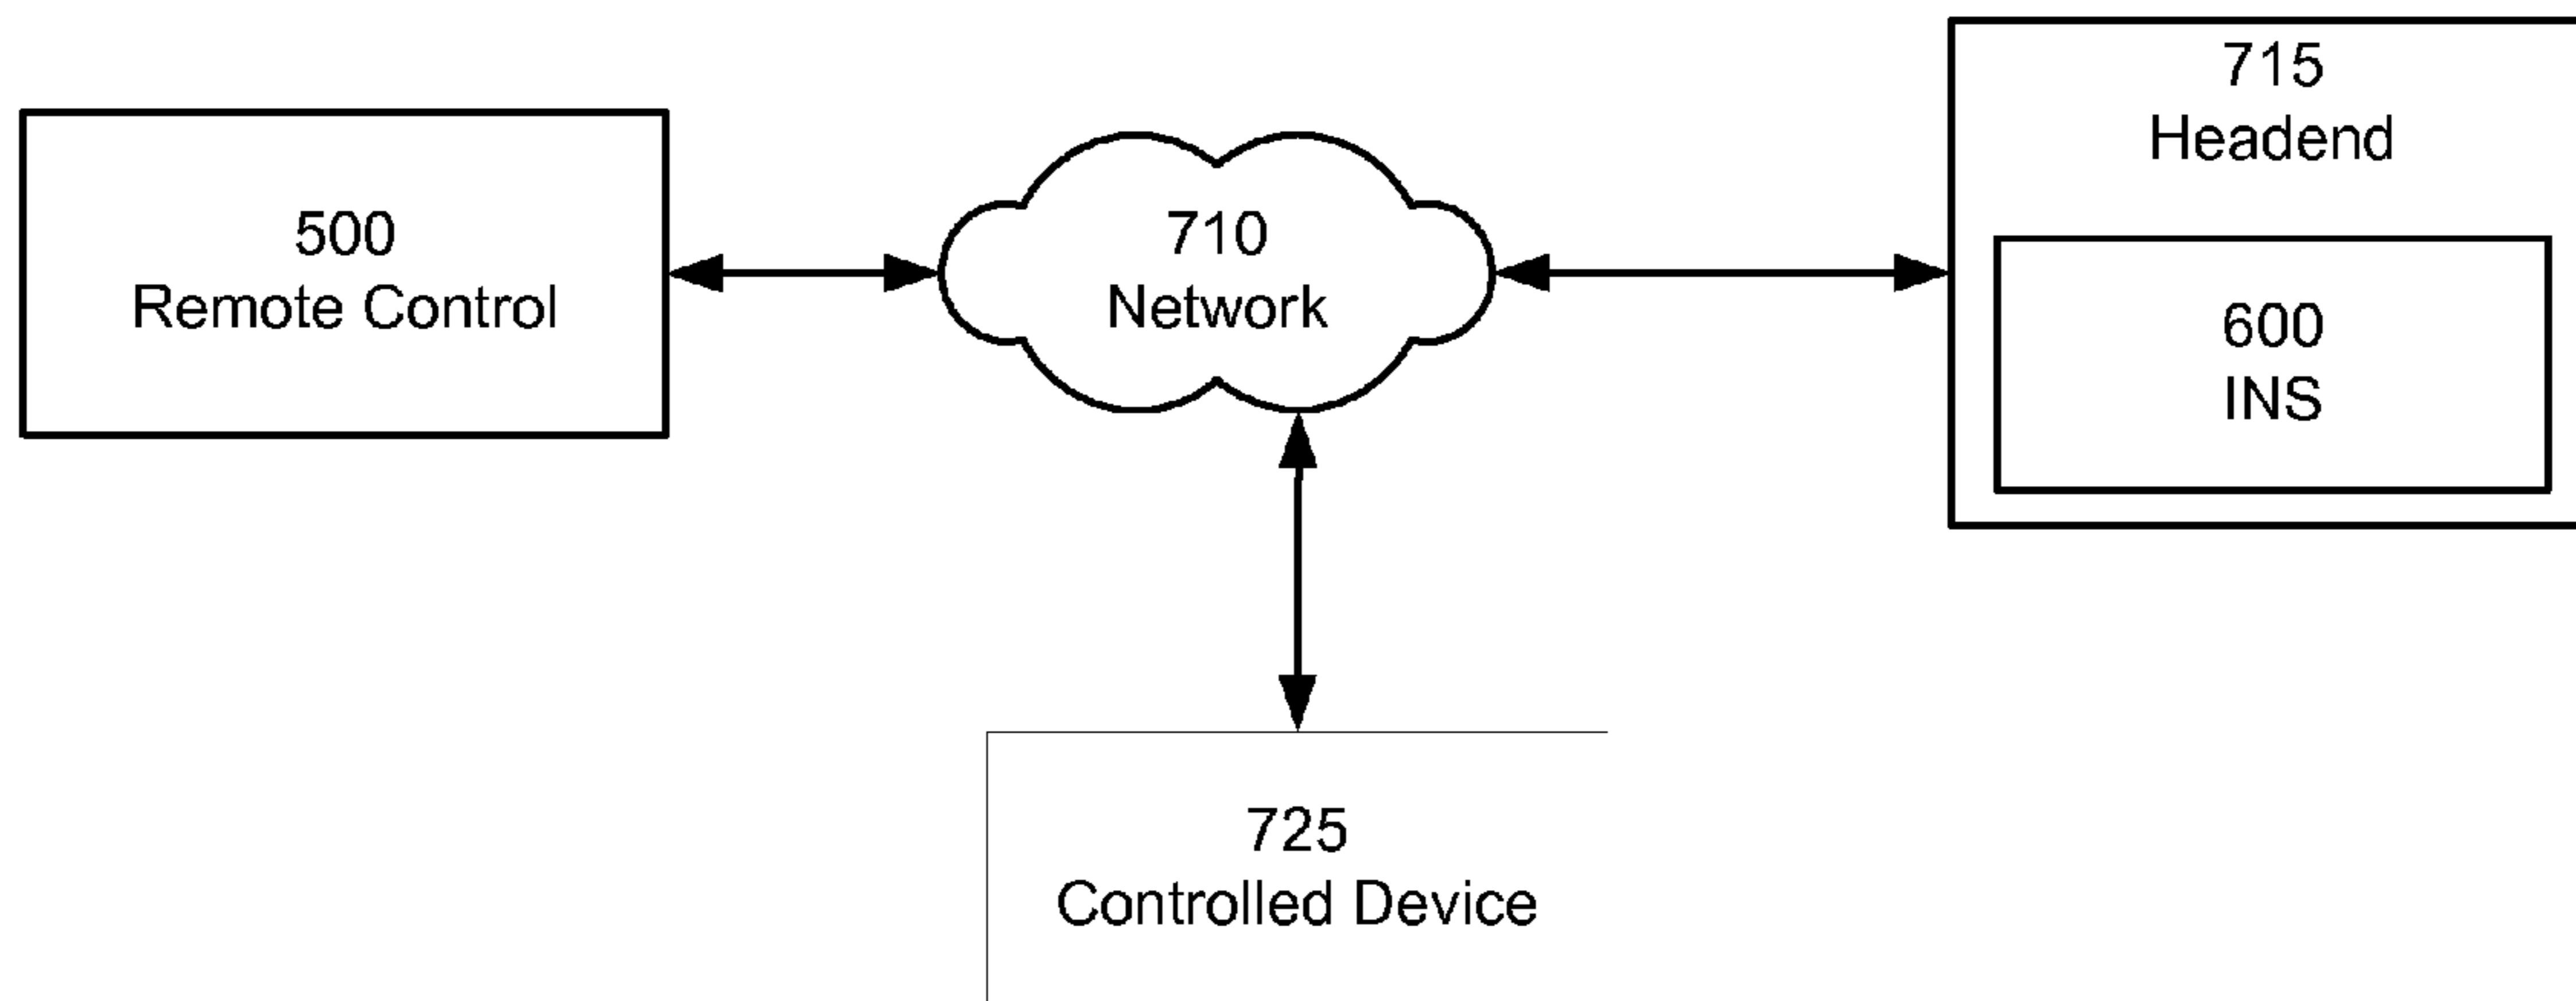 500
Remote Control
710
Network
715
Headend
600
INS
725
Controlled Device